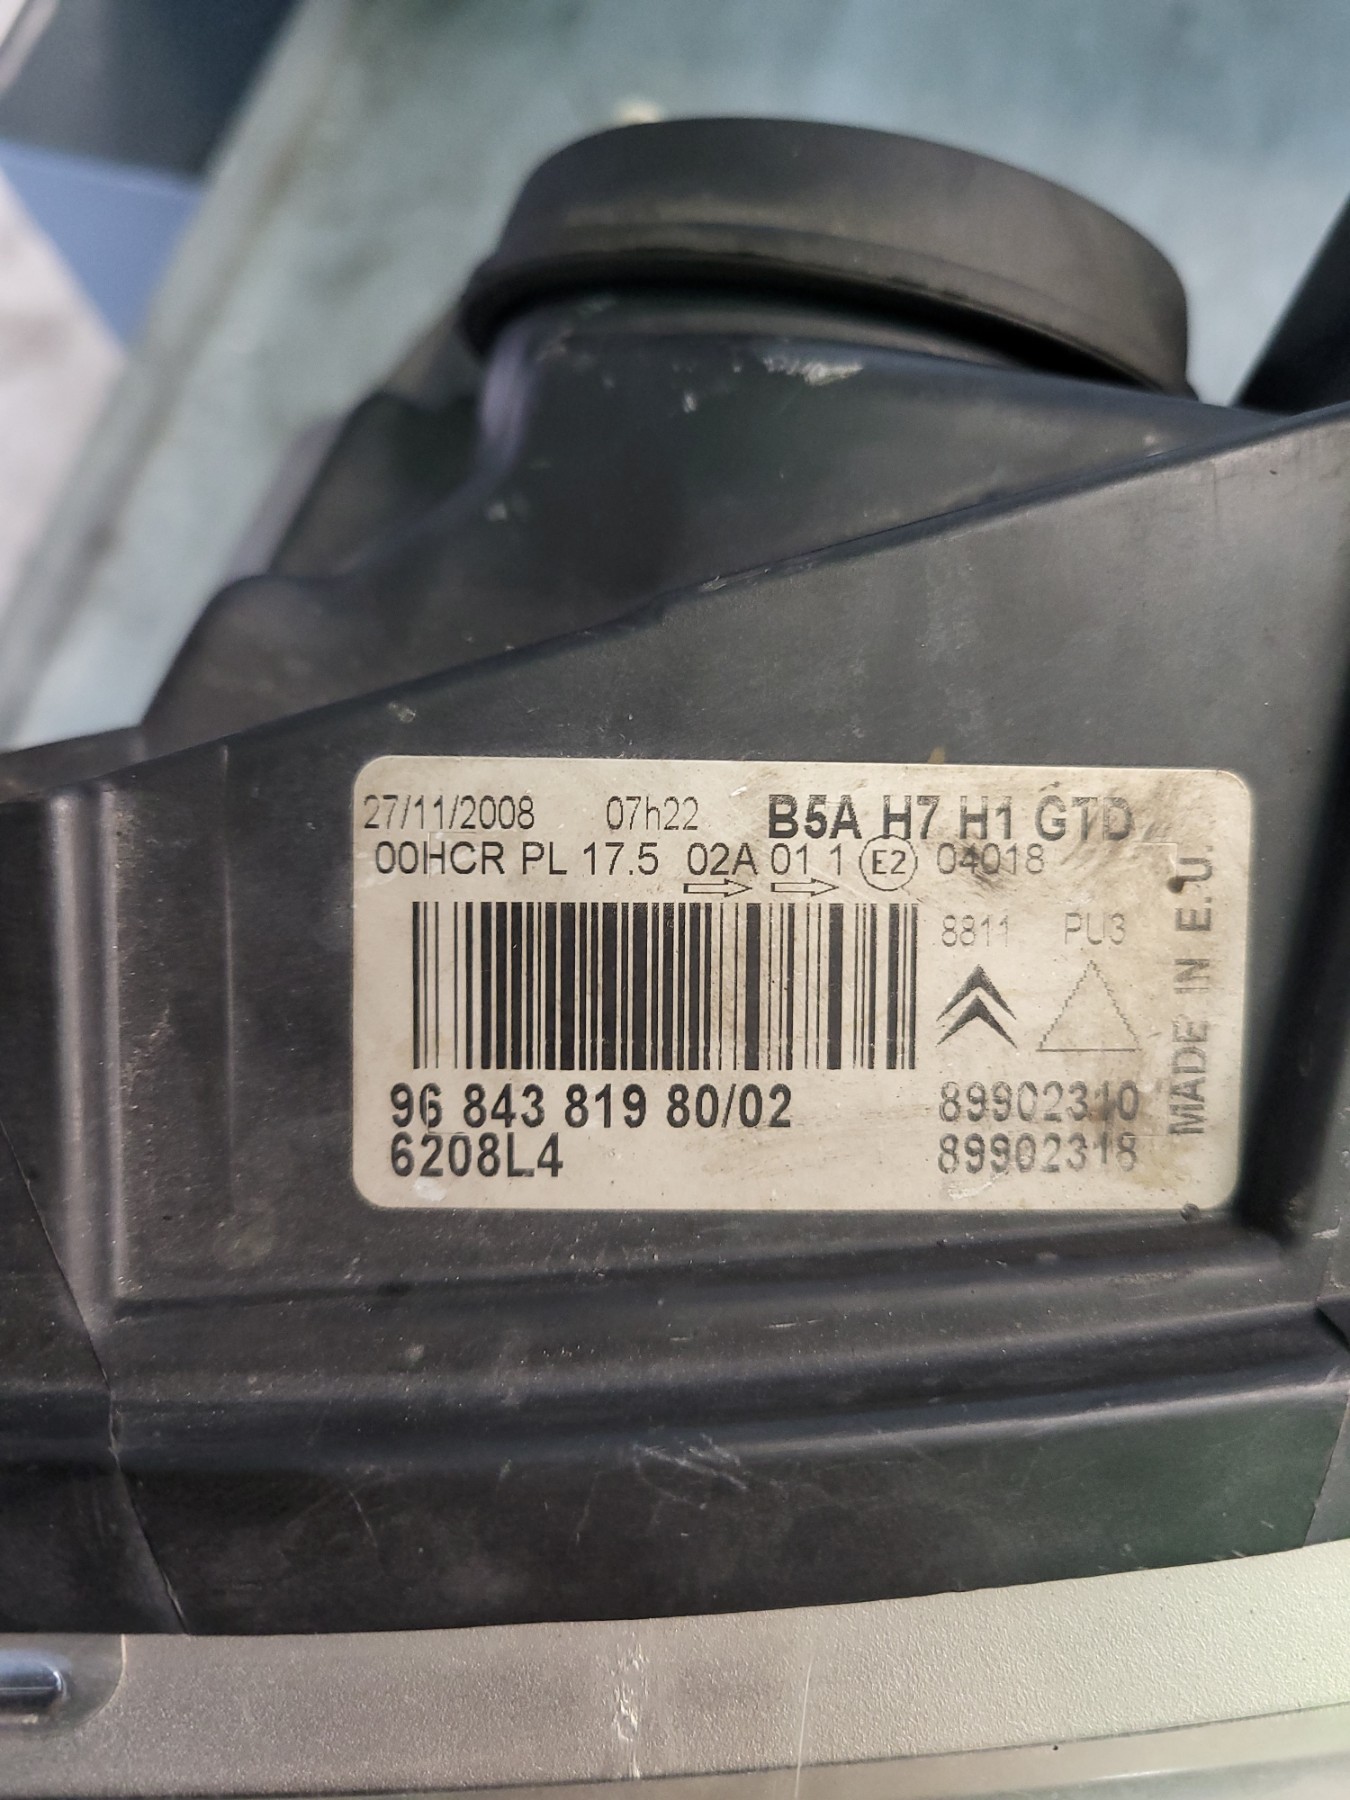 27/11/2008 07h22 B5A H7 H1 GTD
00HCR PL 17.5 02A 01 1 E2 04018
8811 PU3
96 843 819 80/02 89902310
6208L4 89902318
MADE IN E.U.